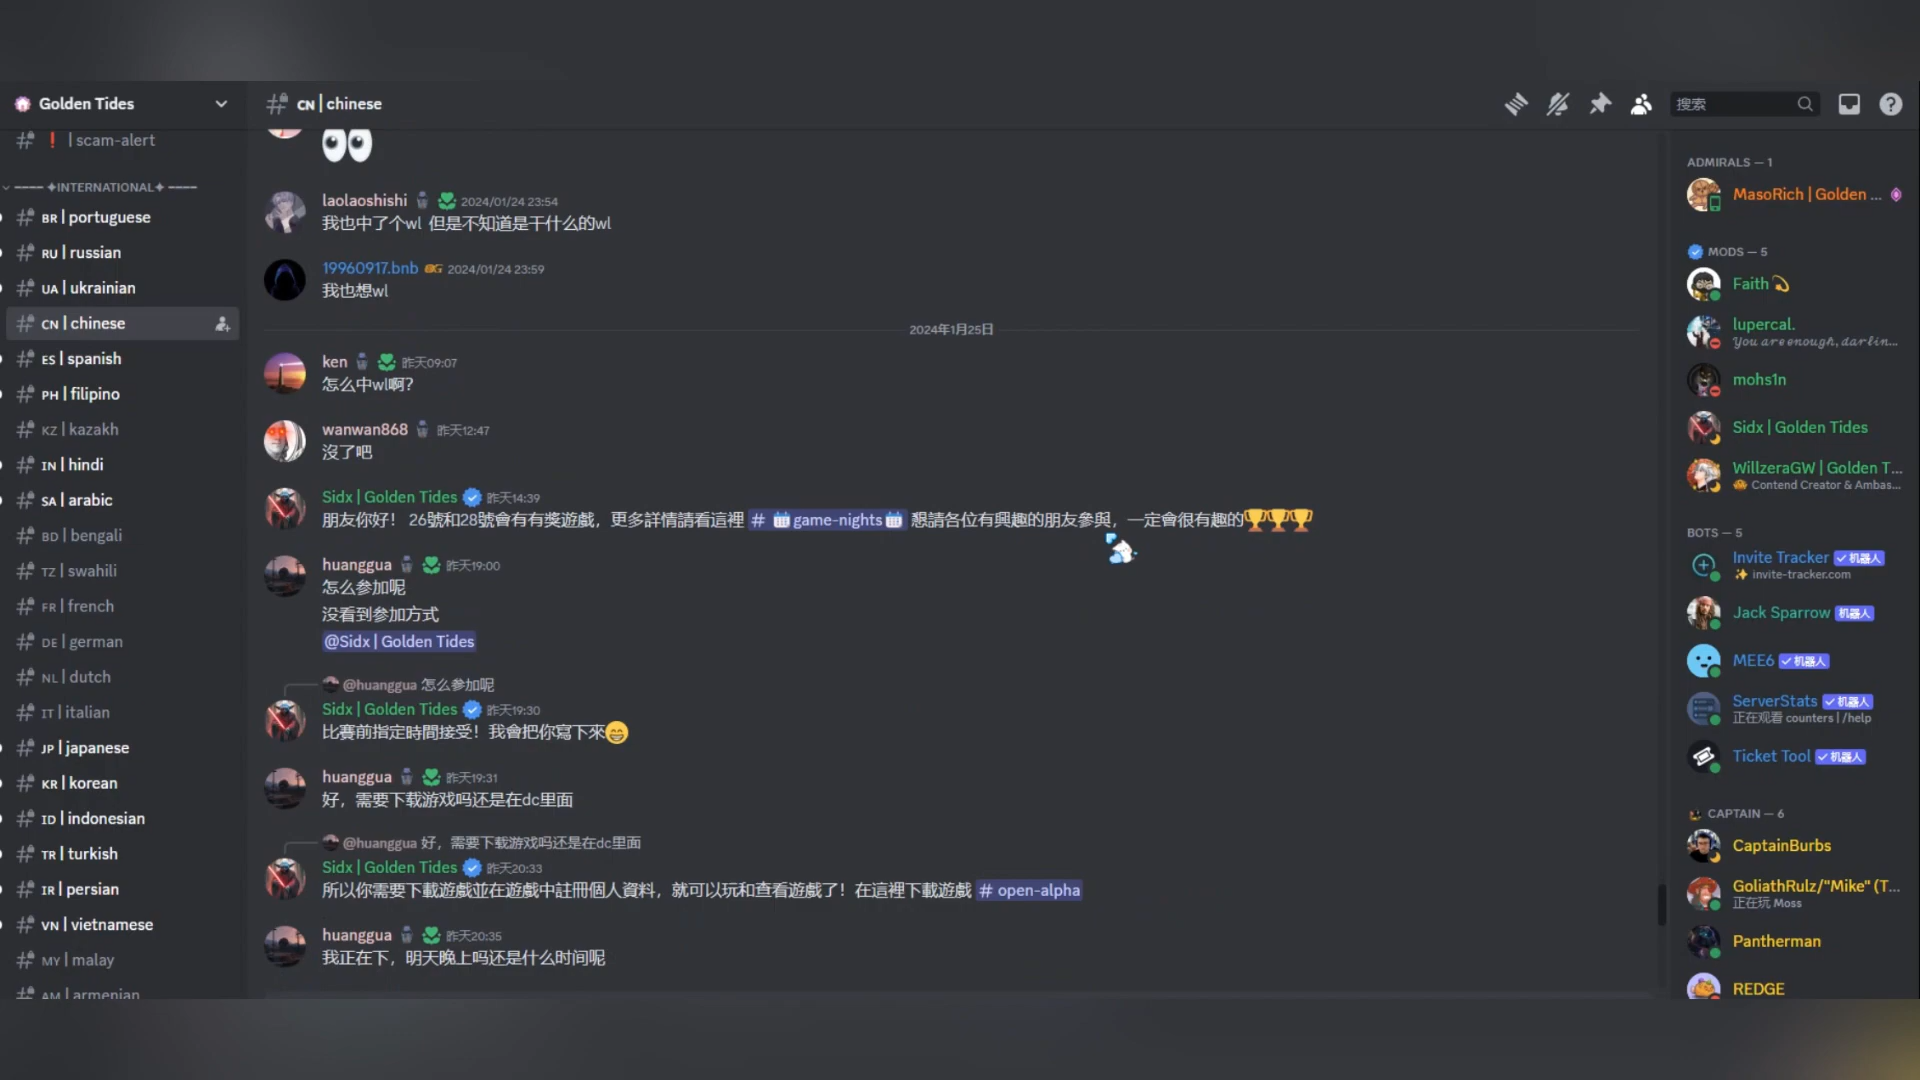 Golden Tides
CN | chinese
搜索
| scam-alert
✦INTERNATIONAL✦
BR | portuguese
RU | russian
UA | ukrainian
CN | chinese
ES | spanish
PH | filipino
KZ | kazakh
IN | hindi
SA | arabic
BD | bengali
TZ | swahili
FR | french
DE | german
NL | dutch
IT | italian
JP | japanese
KR | korean
ID | indonesian
TR | turkish
IR | persian
VN | vietnamese
MY | malay
AM | armenian
laolaoshishi 2024/01/24 23:54
我也中了个wl 但是不知道是干什么的wl
19960917.bnb 2024/01/24 23:59
我也想wl
2024年1月25日
ken 昨天09:07
怎么中wl啊?
wanwan868 昨天12:47
沒了吧
Sidx | Golden Tides 昨天14:39
朋友你好！ 26號和28號會有有獎遊戲，更多詳情請看這裡 # 🗓️game-nights🗓️ 懇請各位有興趣的朋友參與，一定會很有趣的🏆🏆🏆
huanggua 昨天19:00
怎么参加呢
没看到参加方式
@Sidx | Golden Tides
@huanggua 怎么参加呢
Sidx | Golden Tides 昨天19:30
比賽前指定時間接受！我會把你寫下來😁
huanggua 昨天19:31
好，需要下载游戏吗还是在dc里面
@huanggua 好，需要下载游戏吗还是在dc里面
Sidx | Golden Tides 昨天20:33
所以你需要下載遊戲並在遊戲中註冊個人資料，就可以玩和查看遊戲了！在這裡下載遊戲 # open-alpha
huanggua 昨天20:35
我正在下，明天晚上吗还是什么时间呢
ADMIRALS — 1
MasoRich | Golden ...
MODS — 5
Faith
lupercal.
You are enough, darlin...
mohs1n
Sidx | Golden Tides
WillzeraGW | Golden T...
Contend Creator & Ambas...
BOTS — 5
Invite Tracker 机器人
invite-tracker.com
Jack Sparrow 机器人
MEE6 机器人
ServerStats 机器人
正在观看 counters | /help
Ticket Tool 机器人
CAPTAIN — 6
CaptainBurbs
GoliathRulz/"Mike" (T...
正在玩 Moss
Pantherman
REDGE